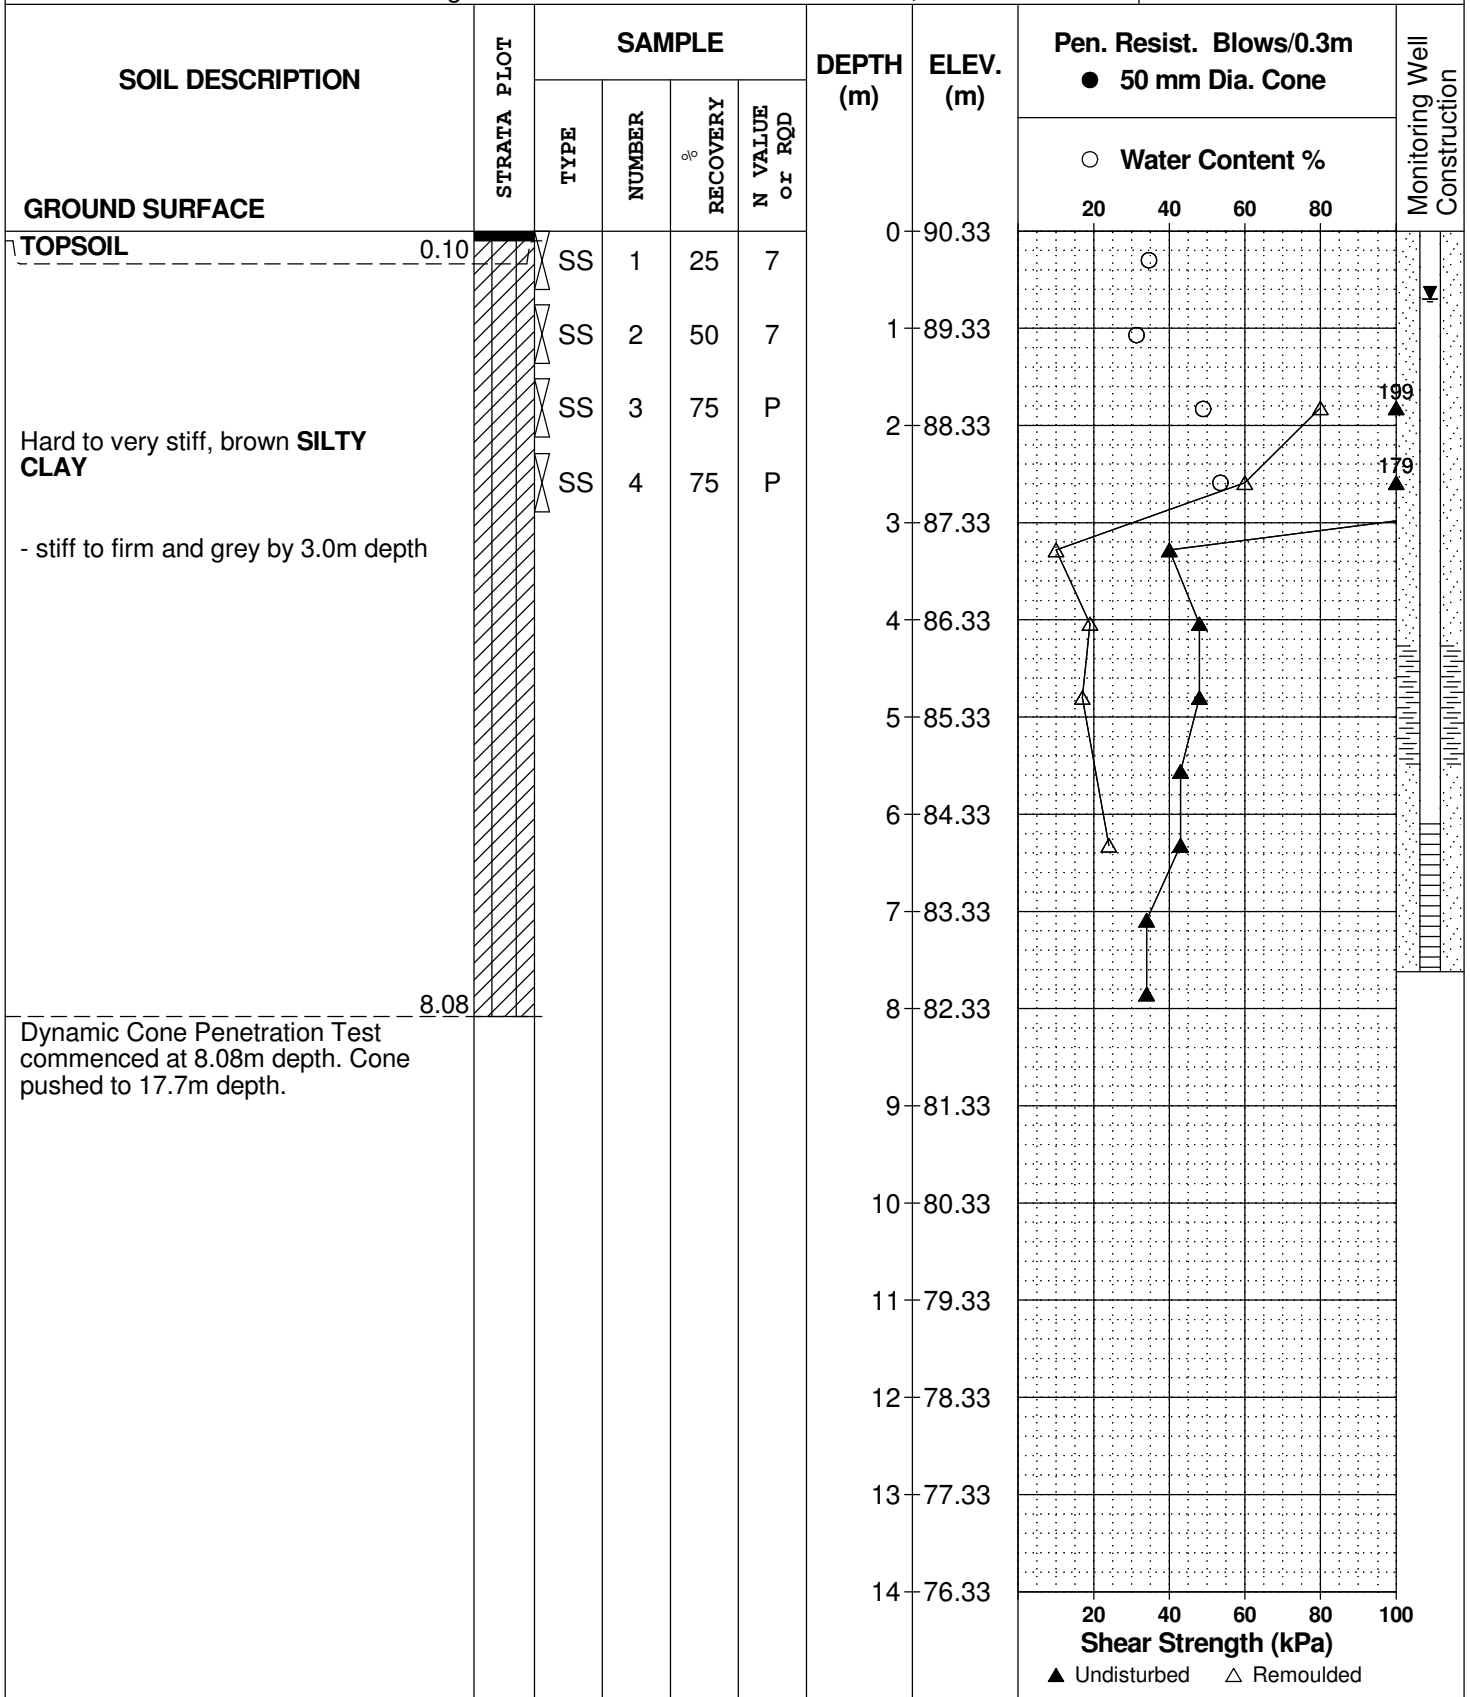 SOIL DESCRIPTION
GROUND SURFACE
STRATA PLOT
SAMPLE
TYPE
NUMBER
%
RECOVERY
N VALUE
or RQD
DEPTH
(m)
ELEV.
(m)
Pen. Resist. Blows/0.3m
● 50 mm Dia. Cone
○ Water Content %
20 40 60 80
Monitoring Well
Construction
0 90.33
TOPSOIL 0.10
SS 1 25 7
1 89.33
SS 2 50 7
199
SS 3 75 P
2 88.33
Hard to very stiff, brown SILTY
CLAY
179
SS 4 75 P
3 87.33
- stiff to firm and grey by 3.0m depth
4 86.33
5 85.33
6 84.33
7 83.33
8.08
8 82.33
Dynamic Cone Penetration Test
commenced at 8.08m depth. Cone
pushed to 17.7m depth.
9 81.33
10 80.33
11 79.33
12 78.33
13 77.33
14 76.33
20 40 60 80 100
Shear Strength (kPa)
▲ Undisturbed △ Remoulded